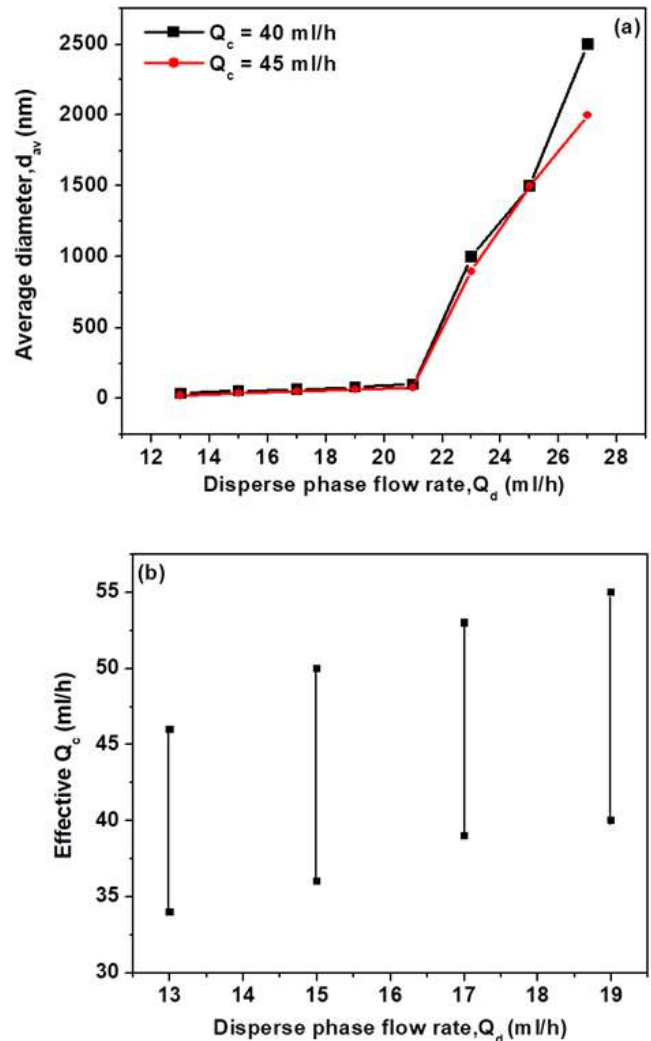 (a)
Q_c = 40 ml/h
Q_c = 45 ml/h
Average diameter,d_av (nm)
2500
2000
1500
1000
500
0
12 14 16 18 20 22 24 26 28
Disperse phase flow rate,Q_d (ml/h)
(b)
Effective Q_c (ml/h)
55
50
45
40
35
30
13 14 15 16 17 18 19
Disperse phase flow rate,Q_d (ml/h)